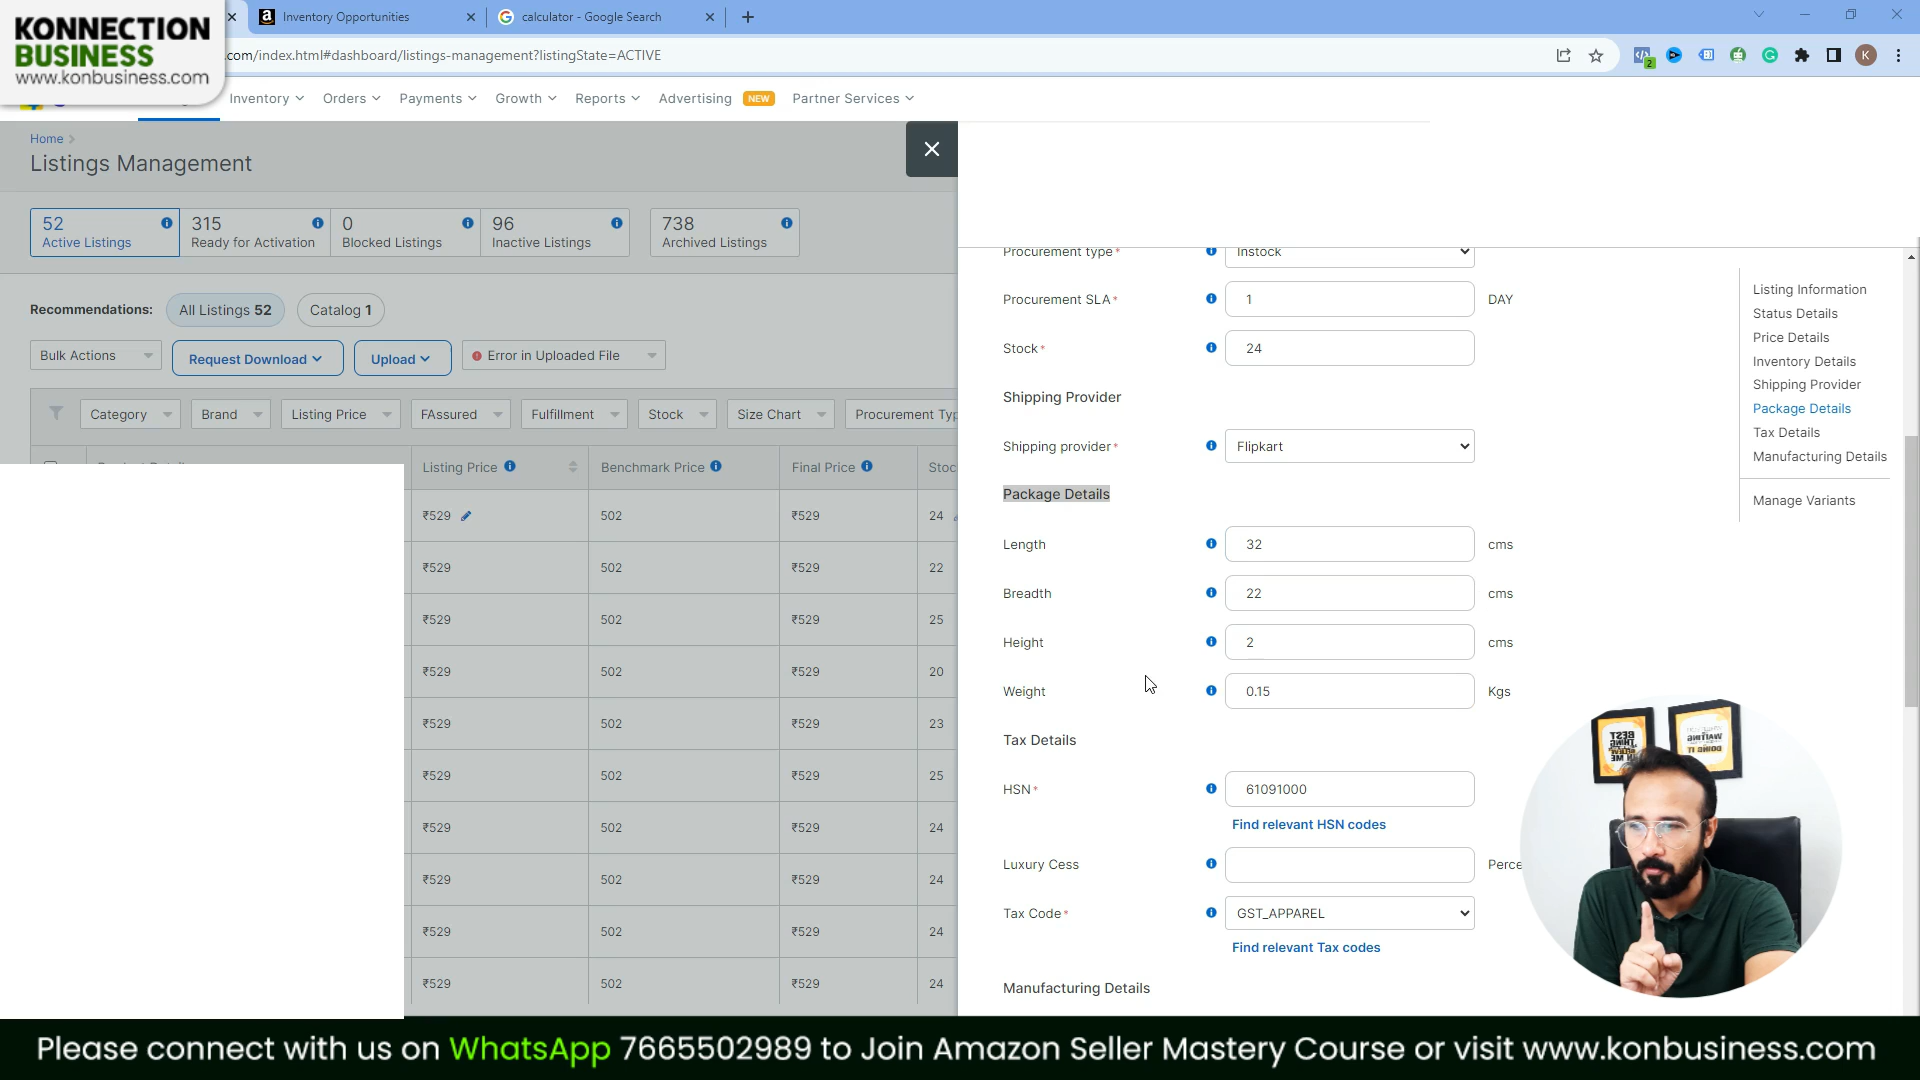 KONNECTION
BUSINESS
www.konbusiness.com
Inventory Opportunities
calculator - Google Search
.com/index.html#dashboard/listings-management?listingState=ACTIVE
2
K
Inventory
Orders
Payments
Growth
Reports
Advertising
NEW
Partner Services
Home
Listings Management
52
Active Listings
315
Ready for Activation
0
Blocked Listings
96
Inactive Listings
738
Archived Listings
Recommendations:
All Listings 52
Catalog 1
Bulk Actions
Request Download
Upload
Error in Uploaded File
Category
Brand
Listing Price
FAssured
Fulfillment
Stock
Size Chart
Procurement Typ
Listing Price
Benchmark Price
Final Price
Stoc
₹529 502 ₹529 24
₹529 502 ₹529 22
₹529 502 ₹529 25
₹529 502 ₹529 20
₹529 502 ₹529 23
₹529 502 ₹529 25
₹529 502 ₹529 24
₹529 502 ₹529 24
₹529 502 ₹529 24
₹529 502 ₹529 24
Procurement type* Instock
Procurement SLA* 1 DAY
Stock* 24
Shipping Provider
Shipping provider* Flipkart
Package Details
Length 32 cms
Breadth 22 cms
Height 2 cms
Weight 0.15 Kgs
Tax Details
HSN* 61091000
Find relevant HSN codes
Luxury Cess Perce
Tax Code* GST_APPAREL
Find relevant Tax codes
Manufacturing Details
Listing Information
Status Details
Price Details
Inventory Details
Shipping Provider
Package Details
Tax Details
Manufacturing Details
Manage Variants
Please connect with us on WhatsApp 7665502989 to Join Amazon Seller Mastery Course or visit www.konbusiness.com